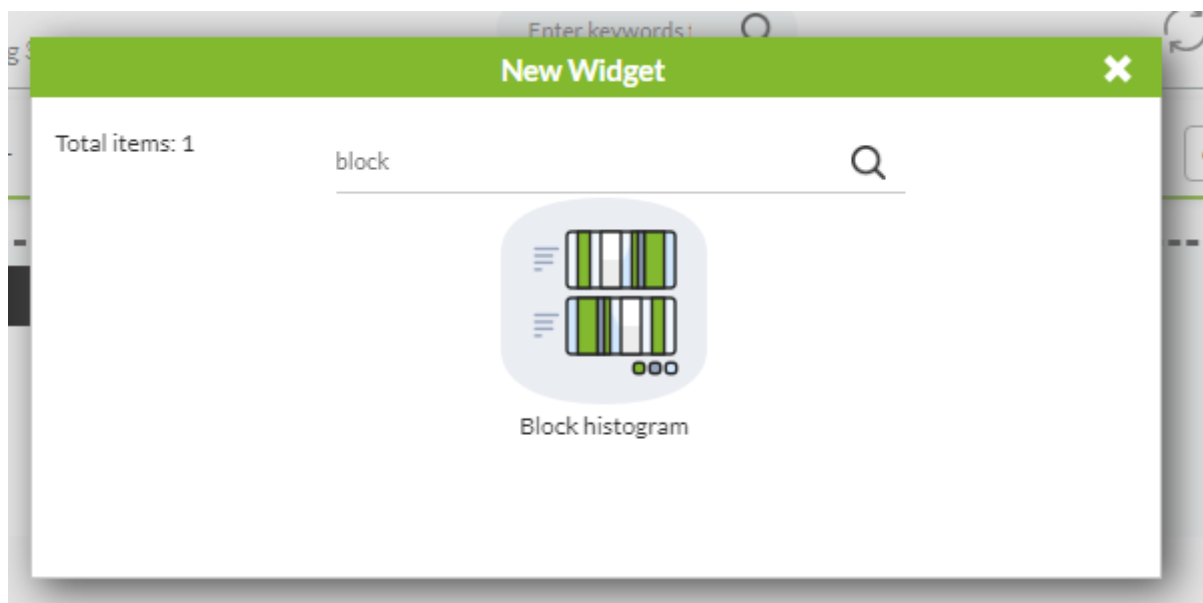 Enter keywords t
g S
New Widget
Total items: 1
block
Block histogram